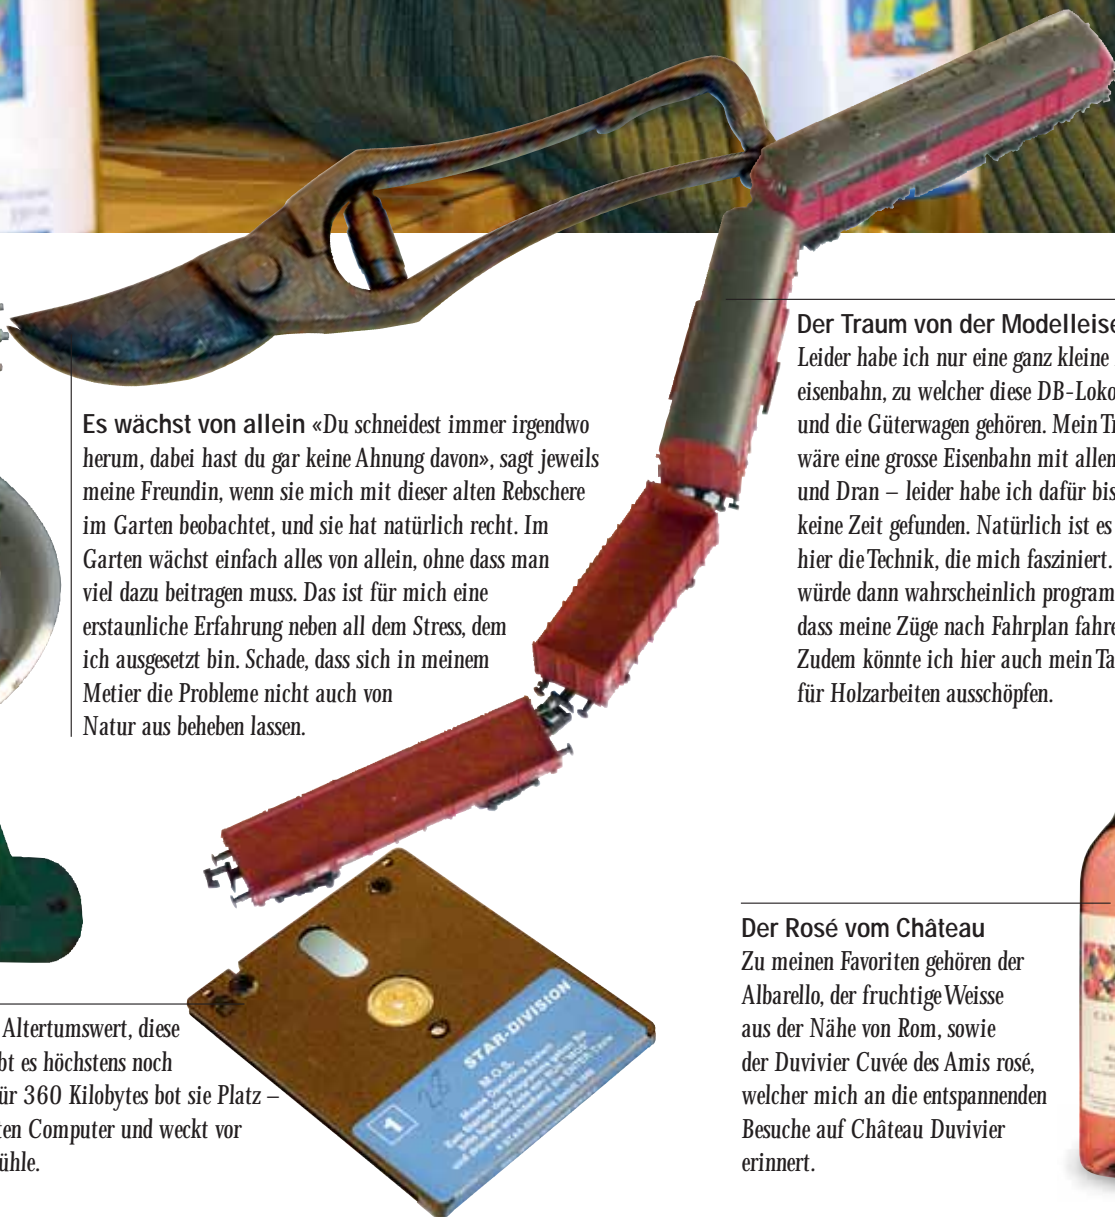 Es wächst von allein «Du schneidest immer irgendwo
herum, dabei hast du gar keine Ahnung davon», sagt jeweils
meine Freundin, wenn sie mich mit dieser alten Rebschere
im Garten beobachtet, und sie hat natürlich recht. Im
Garten wächst einfach alles von allein, ohne dass man
viel dazu beitragen muss. Das ist für mich eine
erstaunliche Erfahrung neben all dem Stress, dem
ich ausgesetzt bin. Schade, dass sich in meinem
Metier die Probleme nicht auch von
Natur aus beheben lassen.
Der Traum von der Modelleise
Leider habe ich nur eine ganz kleine
eisenbahn, zu welcher diese DB-Loko
und die Güterwagen gehören. Mein Tr
wäre eine grosse Eisenbahn mit allen
und Dran – leider habe ich dafür bis
keine Zeit gefunden. Natürlich ist es
hier die Technik, die mich fasziniert.
würde dann wahrscheinlich program
dass meine Züge nach Fahrplan fahre
Zudem könnte ich hier auch mein Ta
für Holzarbeiten ausschöpfen.
Altertumswert, diese
bt es höchstens noch
ür 360 Kilobytes bot sie Platz –
ten Computer und weckt vor
ühle.
STAR-DIVISION
M.O.S.
28
1
Der Rosé vom Château
Zu meinen Favoriten gehören der
Albarello, der fruchtige Weisse
aus der Nähe von Rom, sowie
der Duvivier Cuvée des Amis rosé,
welcher mich an die entspannenden
Besuche auf Château Duvivier
erinnert.